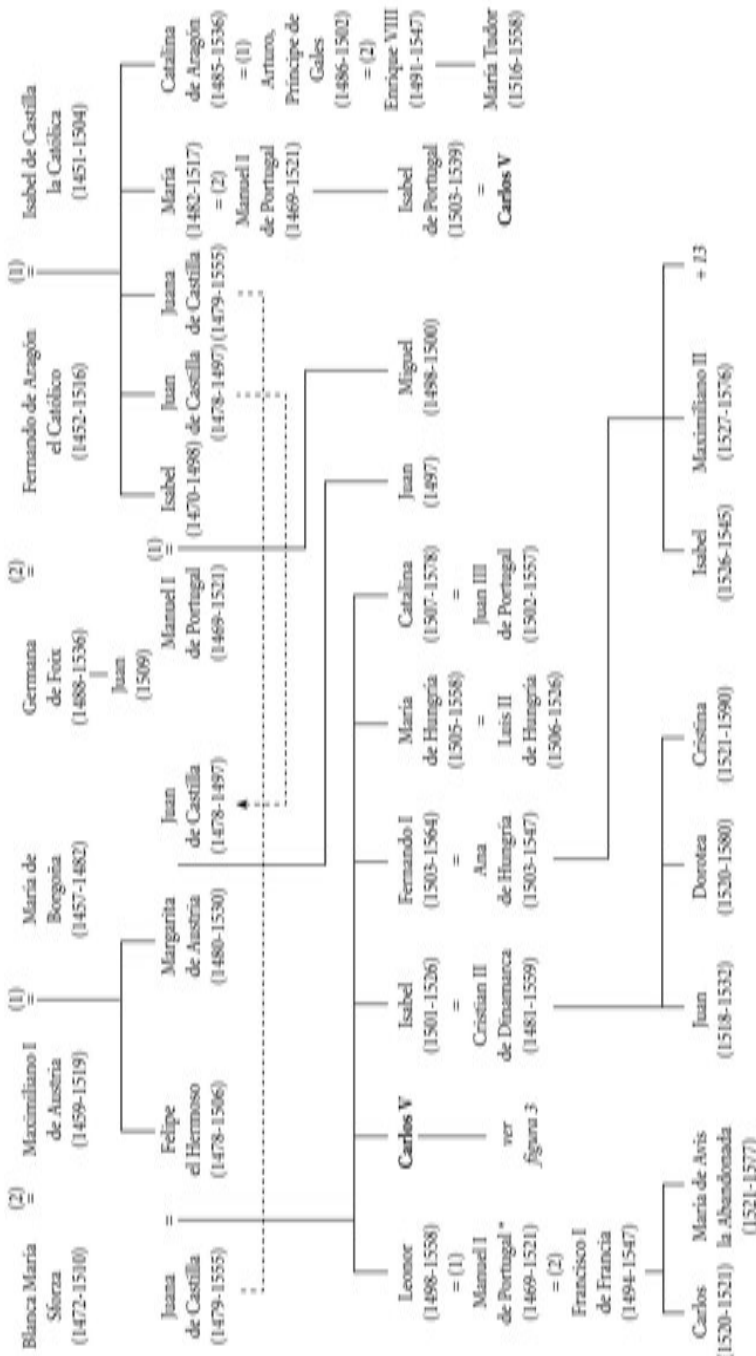 Blanca María
Sforza
(1472-1510)
(2)
=
Maximiliano I
de Austria
(1459-1519)
(1)
=
María de
Borgoña
(1457-1482)
Germana
de Foix
(1488-1536)
Juan
(1509)
(2)
=
Fernando de Aragón
el Católico
(1452-1516)
(1)
=
Isabel de Castilla
la Católica
(1451-1504)
Juana
de Castilla
(1479-1555)
=
Felipe
el Hermoso
(1478-1506)
Margarita
de Austria
(1480-1530)
Juan
de Castilla
(1478-1497)
Manuel I
de Portugal
(1469-1521)
(1)
=
Isabel
(1470-1498)
Juan
de Castilla
(1478-1497)
Juana
de Castilla
(1479-1555)
María
(1482-1517)
= (2)
Manuel I
de Portugal
(1469-1521)
Catalina
de Aragón
(1485-1536)
= (1)
Arturo,
Príncipe de
Gales
(1486-1502)
= (2)
Enrique VIII
(1491-1547)
María Tudor
(1516-1558)
Leonor
(1498-1558)
= (1)
Manuel I
de Portugal *
(1469-1521)
= (2)
Francisco I
de Francia
(1494-1547)
Carlos V
ver
figura 3
Isabel
(1501-1526)
=
Cristian II
de Dinamarca
(1481-1559)
Fernando I
(1503-1564)
=
Ana
de Hungría
(1503-1547)
María
de Hungría
(1505-1558)
=
Luis II
de Hungría
(1506-1526)
Catalina
(1507-1578)
=
Juan III
de Portugal
(1502-1557)
Juan
(1497)
Miguel
(1498-1500)
Isabel
de Portugal
(1503-1539)
=
Carlos V
Carlos
(1520-1521)
María de Avis
la Abandonada
(1521-1577)
Juan
(1518-1532)
Dorotea
(1520-1580)
Cristina
(1521-1590)
Isabel
(1526-1545)
Maximiliano II
(1527-1576)
+ 13